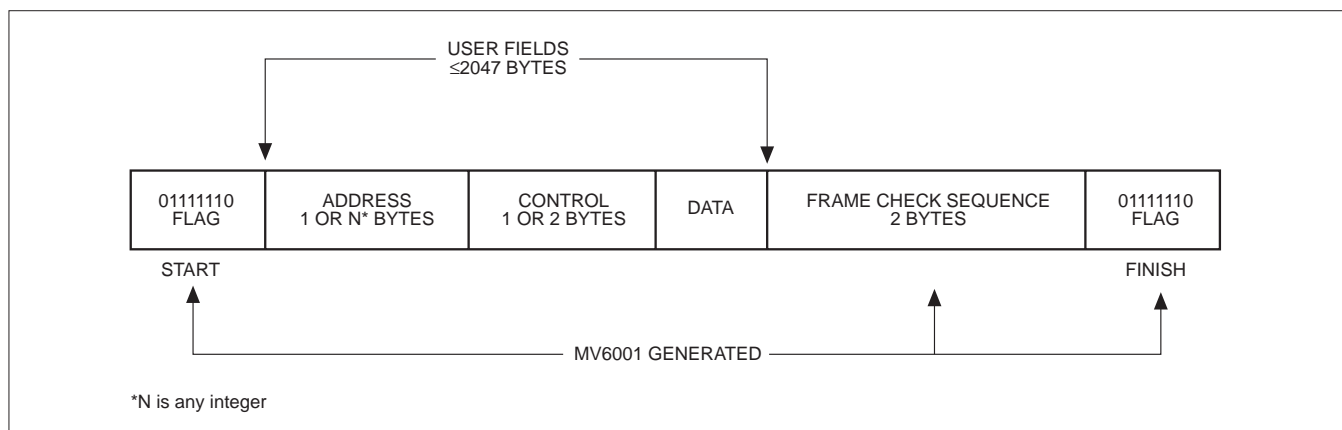 USER FIELDS
≤2047 BYTES
01111110
FLAG
ADDRESS
1 OR N* BYTES
CONTROL
1 OR 2 BYTES
DATA
FRAME CHECK SEQUENCE
2 BYTES
01111110
FLAG
START
FINISH
MV6001 GENERATED
*N is any integer